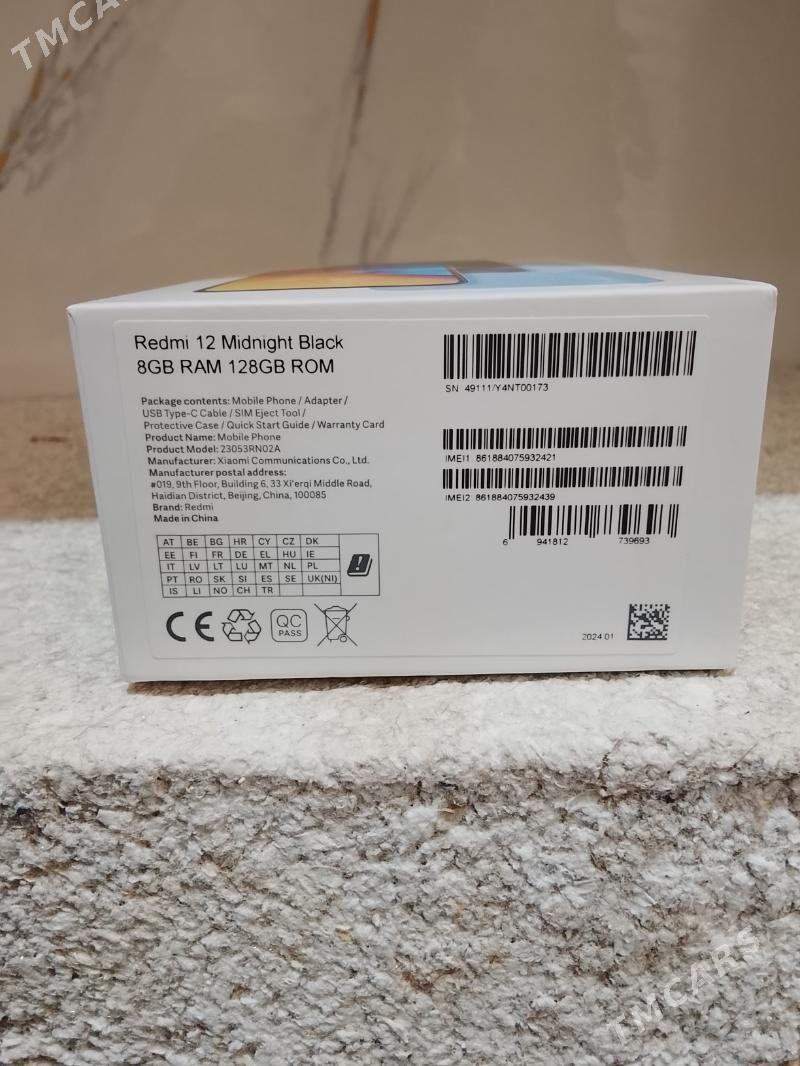 TMCARS
Redmi 12 Midnight Black
8GB RAM 128GB ROM
Package contents: Mobile Phone / Adapter /
USB Type-C Cable / SIM Eject Tool /
Protective Case / Quick Start Guide / Warranty Card
Product Name: Mobile Phone
Product Model: 23053RN02A
Manufacturer: Xiaomi Communications Co., Ltd.
Manufacturer postal address:
#019, 9th Floor, Building 6, 33 Xi'erqi Middle Road,
Haidian District, Beijing, China, 100085
Brand: Redmi
Made in China
AT BE BG HR CY CZ DK
EE FI FR DE EL HU IE
IT LV LT LU MT NL PL
PT RO SK SI ES SE UK(NI)
IS LI NO CH TR
CE
QC
PASS
SN 49111/Y4NT00173
IMEI1 861884075932421
IMEI2 861884075932439
6 941812 739693
2024 01
TMCARS